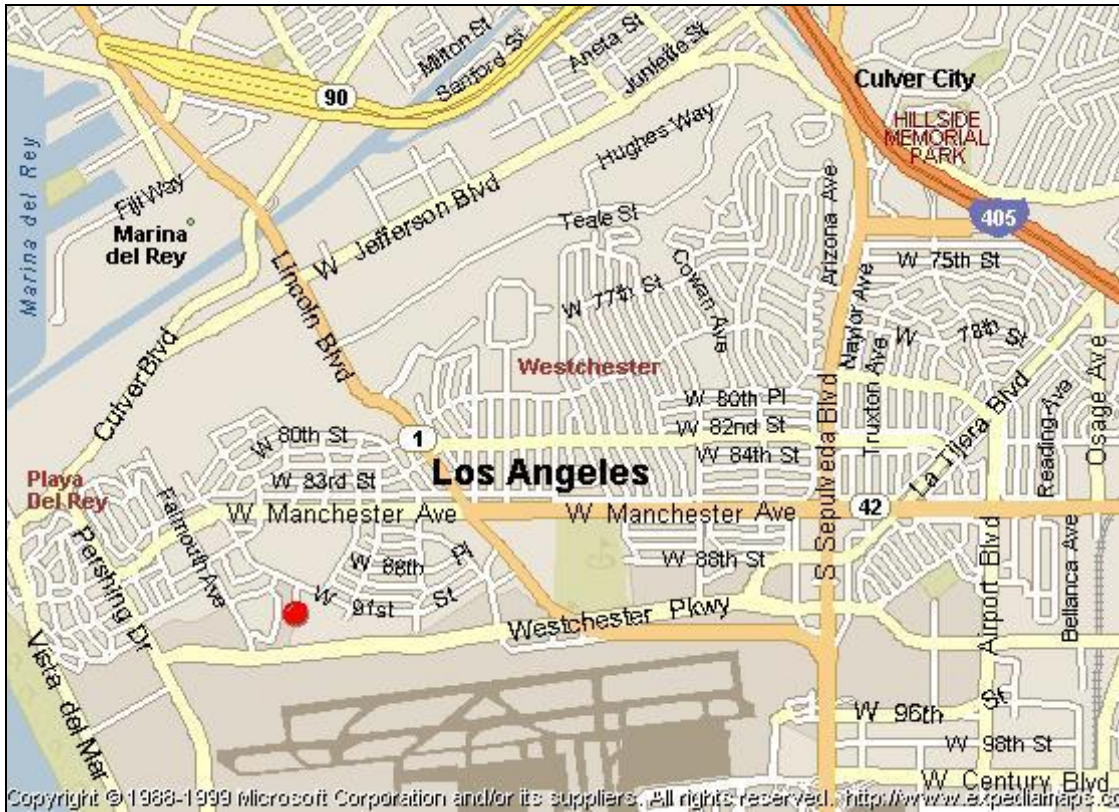 Milton St
Sanford St
Aneta St
Juniette St
90
Culver City
HILLSIDE
MEMORIAL
PARK
Marina del Rey
Fiji Way
Hughes Way
Marina
del Rey
W Jefferson Blvd
Teale St
Arizona Ave
405
Lincoln Blvd
W 77th St
Cowan Ave
W 75th St
Naylor Ave
W 78th St
Culver Blvd
Westchester
Truxton Ave
La Tijera Blvd
Reading Ave
Osage Ave
W 80th Pl
W 80th St
1
W 82nd St
W 84th St
Los Angeles
Playa
Del Rey
W 83rd St
W Manchester Ave
W Manchester Ave
42
S Sepulveda Blvd
Pershing Dr
Falmouth Ave
W 88th Pl
W 88th St
W 91st St
Westchester Pkwy
Airport Blvd
Bellanca Ave
Vista del Mar
W 96th St
W 98th St
W Century Blvd
Copyright © 1988-1999 Microsoft Corporation and/or its suppliers. All rights reserved. http://www.expediamaps.c